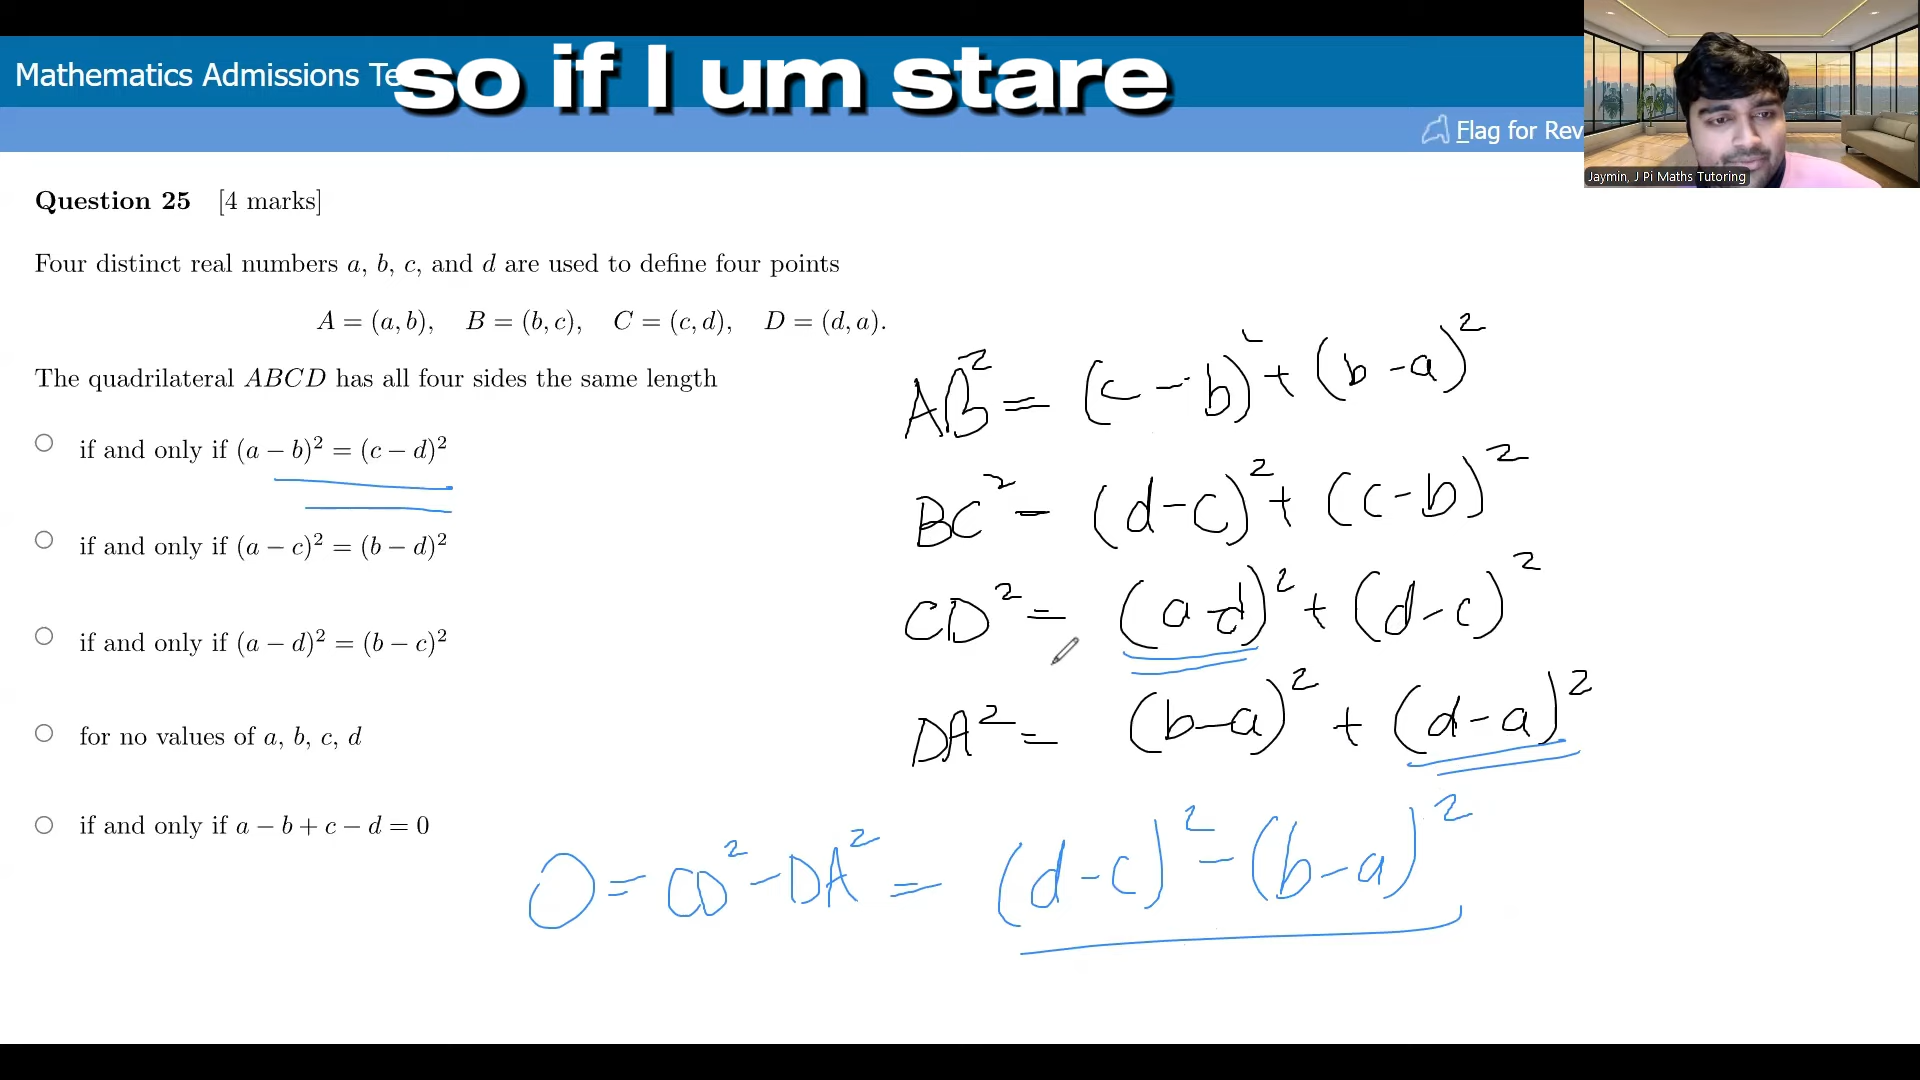 so if I um stare
Mathematics Admissions Te
Flag for Rev
Jaymin, J Pi Maths Tutoring
Question 25 [4 marks]
Four distinct real numbers a, b, c, and d are used to define four points
A = (a, b), B = (b, c), C = (c, d), D = (d, a).
The quadrilateral ABCD has all four sides the same length
if and only if (a − b)² = (c − d)²
if and only if (a − c)² = (b − d)²
if and only if (a − d)² = (b − c)²
for no values of a, b, c, d
if and only if a − b + c − d = 0
AB² = (c − b)² + (b − a)²
BC² − (d − c)² + (c − b)²
CD² = (a − d)² + (d − c)²
DA² = (b − a)² + (d − a)²
0 = CD² − DA² = (d − c)² − (b − a)²